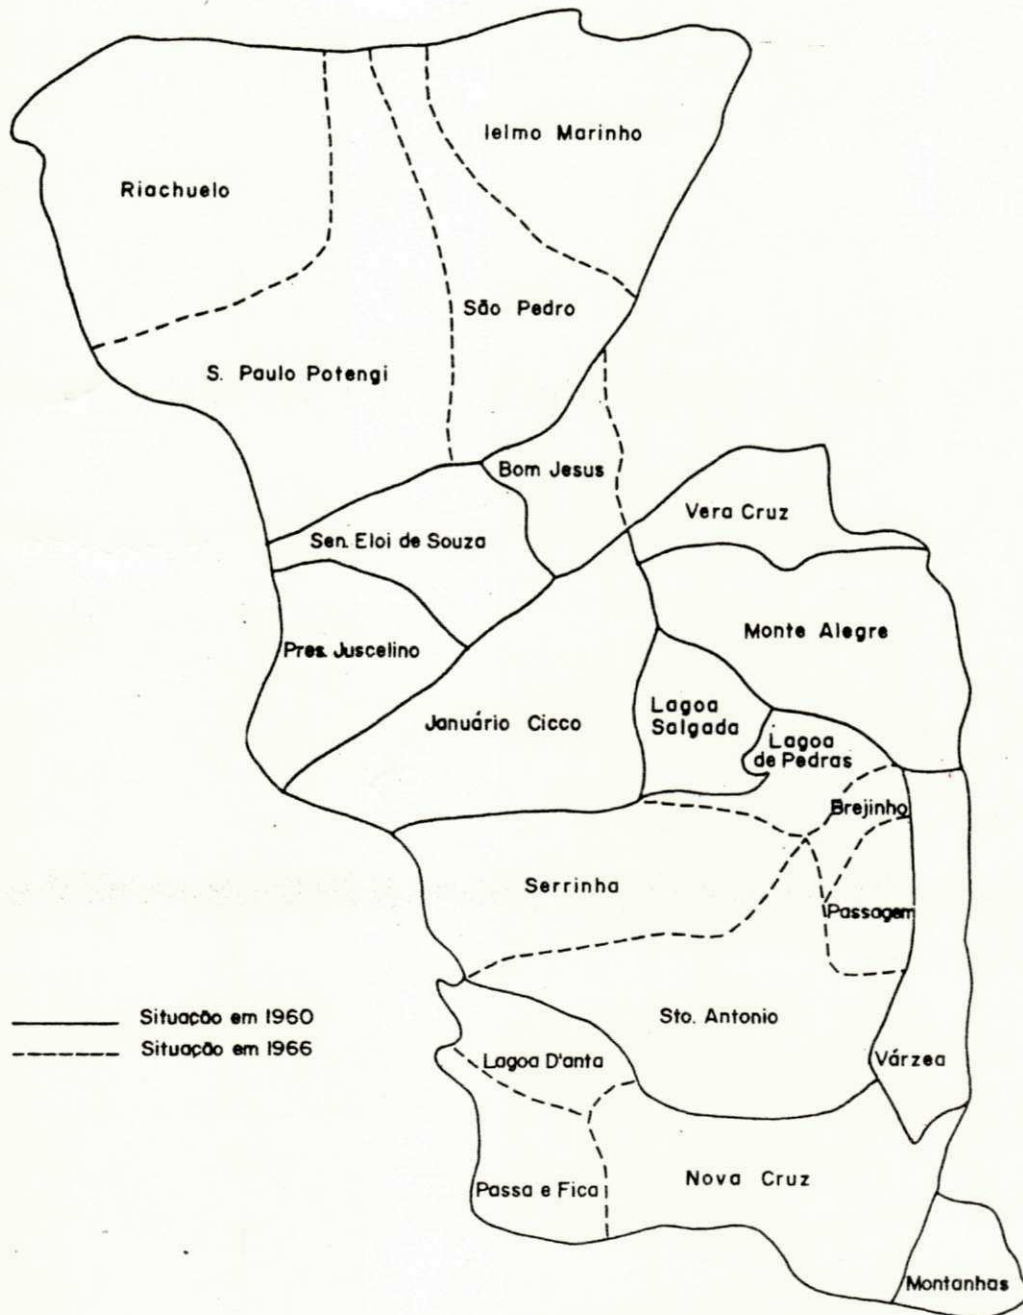 Ielmo Marinho
Riachuelo
São Pedro
S. Paulo Potengi
Bom Jesus
Vera Cruz
Sen. Eloi de Souza
Monte Alegre
Pres. Juscelino
Lagoa
Salgada
Januário Cicco
Lagoa
de Pedras
Brejinho
Serrinha
Passagem
Situação em 1960
Situação em 1966
Sto. Antonio
Lagoa D'anta
Várzea
Passa e Fica
Nova Cruz
Montanhas